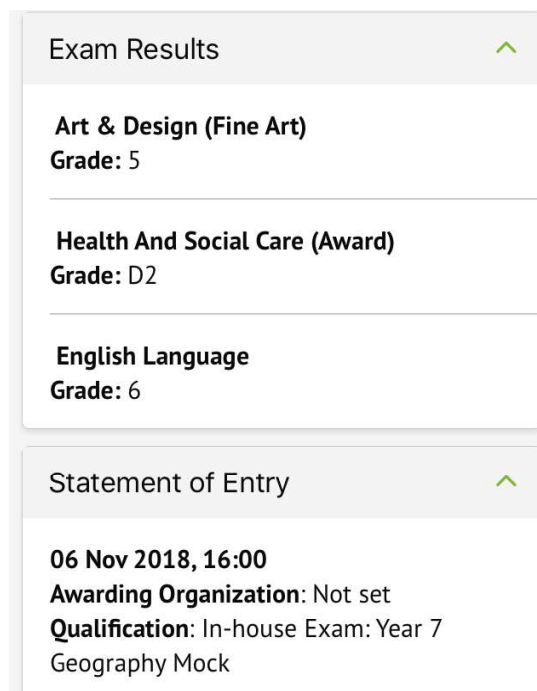 Exam Results
Art & Design (Fine Art)
Grade: 5
Health And Social Care (Award)
Grade: D2
English Language
Grade: 6
Statement of Entry
06 Nov 2018, 16:00
Awarding Organization: Not set
Qualification: In-house Exam: Year 7
Geography Mock